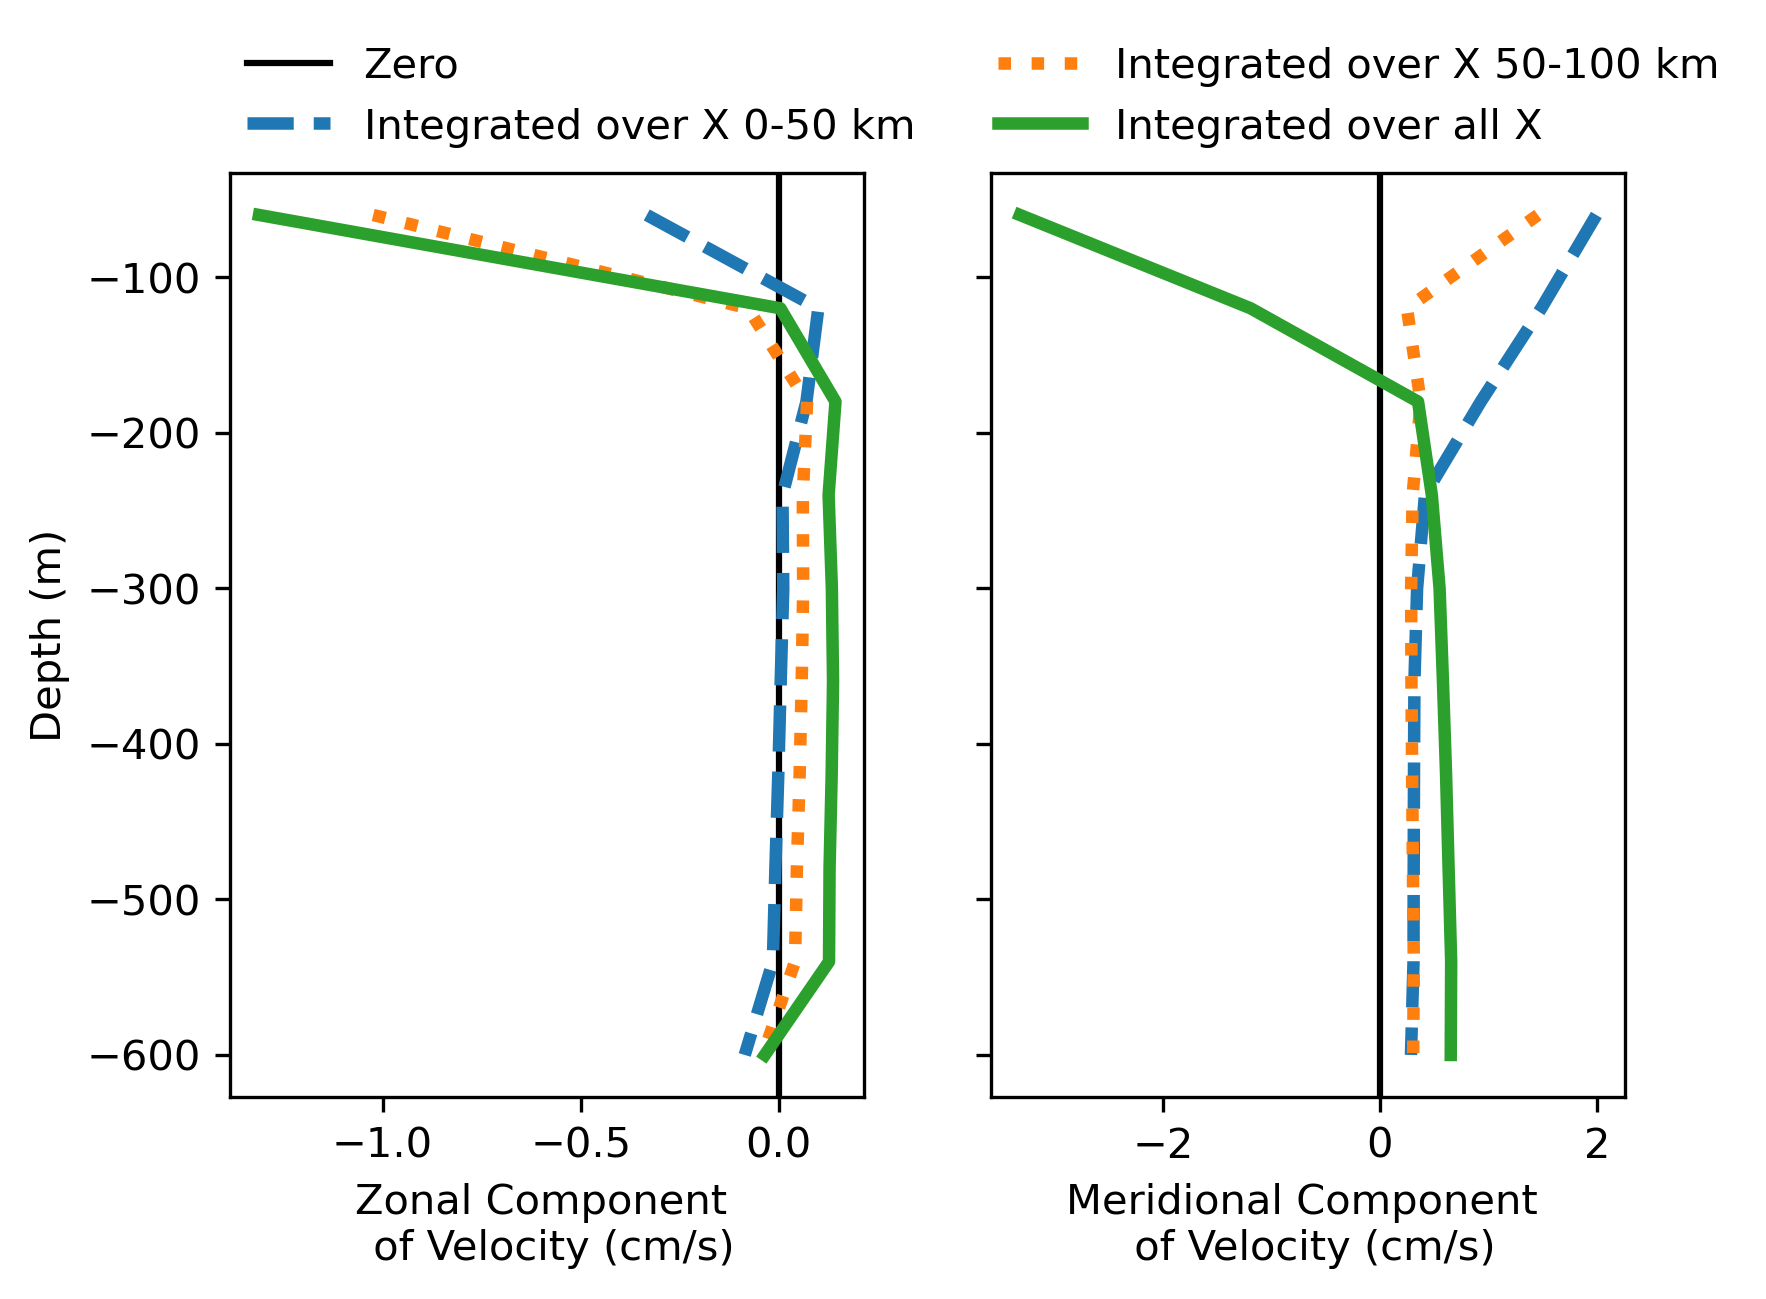 Zero
Integrated over X 0-50 km
Integrated over X 50-100 km
Integrated over all X
−100
−200
−300
−400
−500
−600
Depth (m)
−1.0
−0.5
0.0
Zonal Component
of Velocity (cm/s)
−2
0
2
Meridional Component
of Velocity (cm/s)